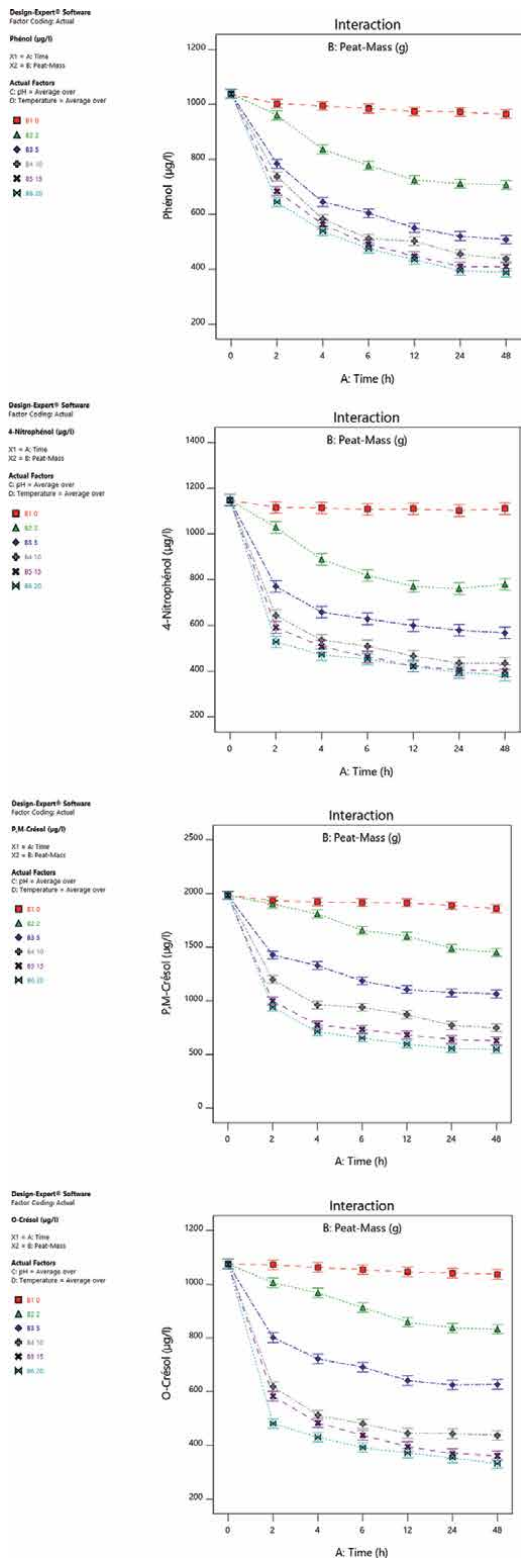 Design-Expert® Software
Factor Coding: Actual
Phénol (µg/l)
X1 = A: Time
X2 = B: Peat-Mass
Actual Factors
C: pH = Average over
D: Temperature = Average over
B1 0
B2 2
B3 5
B4 10
B5 15
B6 20
Interaction
B: Peat-Mass (g)
Phénol (µg/l)
1200
1000
800
600
400
200
0 2 4 6 12 24 48
A: Time (h)
Design-Expert® Software
Factor Coding: Actual
4-Nitrophénol (µg/l)
X1 = A: Time
X2 = B: Peat-Mass
Actual Factors
C: pH = Average over
D: Temperature = Average over
B1 0
B2 2
B3 5
B4 10
B5 15
B6 20
Interaction
B: Peat-Mass (g)
4-Nitrophénol (µg/l)
1400
1200
1000
800
600
400
200
0 2 4 6 12 24 48
A: Time (h)
Design-Expert® Software
Factor Coding: Actual
P,M-Crésol (µg/l)
X1 = A: Time
X2 = B: Peat-Mass
Actual Factors
C: pH = Average over
D: Temperature = Average over
B1 0
B2 2
B3 5
B4 10
B5 15
B6 20
Interaction
B: Peat-Mass (g)
P,M-Crésol (µg/l)
2500
2000
1500
1000
500
0
0 2 4 6 12 24 48
A: Time (h)
Design-Expert® Software
Factor Coding: Actual
O-Crésol (µg/l)
X1 = A: Time
X2 = B: Peat-Mass
Actual Factors
C: pH = Average over
D: Temperature = Average over
B1 0
B2 2
B3 5
B4 10
B5 15
B6 20
Interaction
B: Peat-Mass (g)
O-Crésol (µg/l)
1200
1000
800
600
400
200
0 2 4 6 12 24 48
A: Time (h)